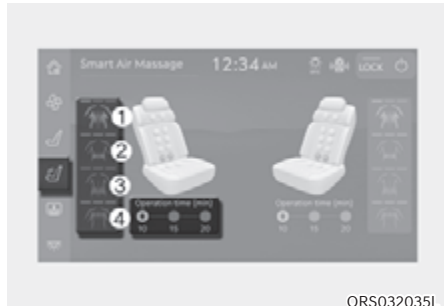 Smart Air Massage 12:34 AM LOCK
1
2
3
4
Operation time (min)
10 15 20
Operation time (min)
10 15 20
ORS032035L